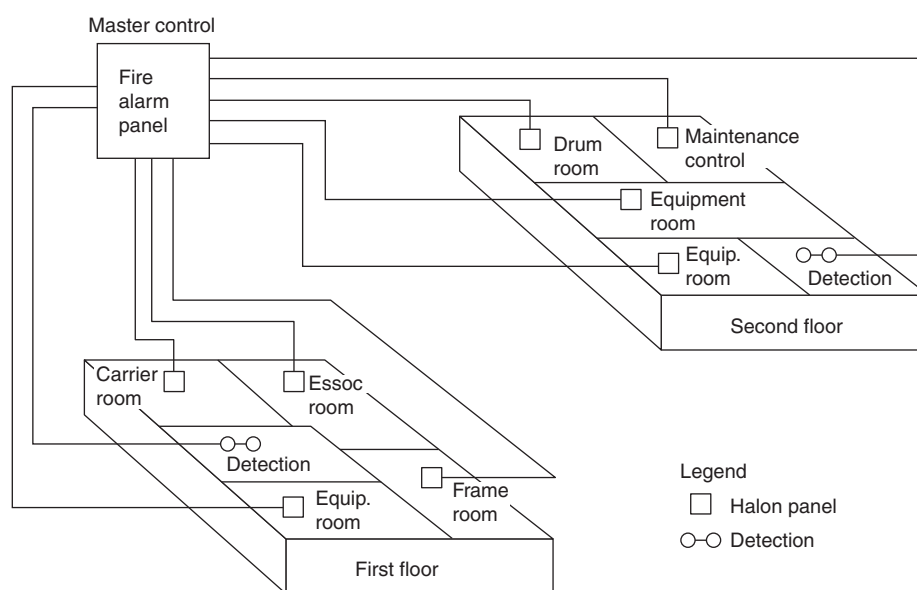 Master control
Fire
alarm
panel
Drum
room
Maintenance
control
Equipment
room
Equip.
room
Detection
Second floor
Carrier
room
Essoc
room
Detection
Equip.
room
Frame
room
First floor
Legend
Halon panel
Detection